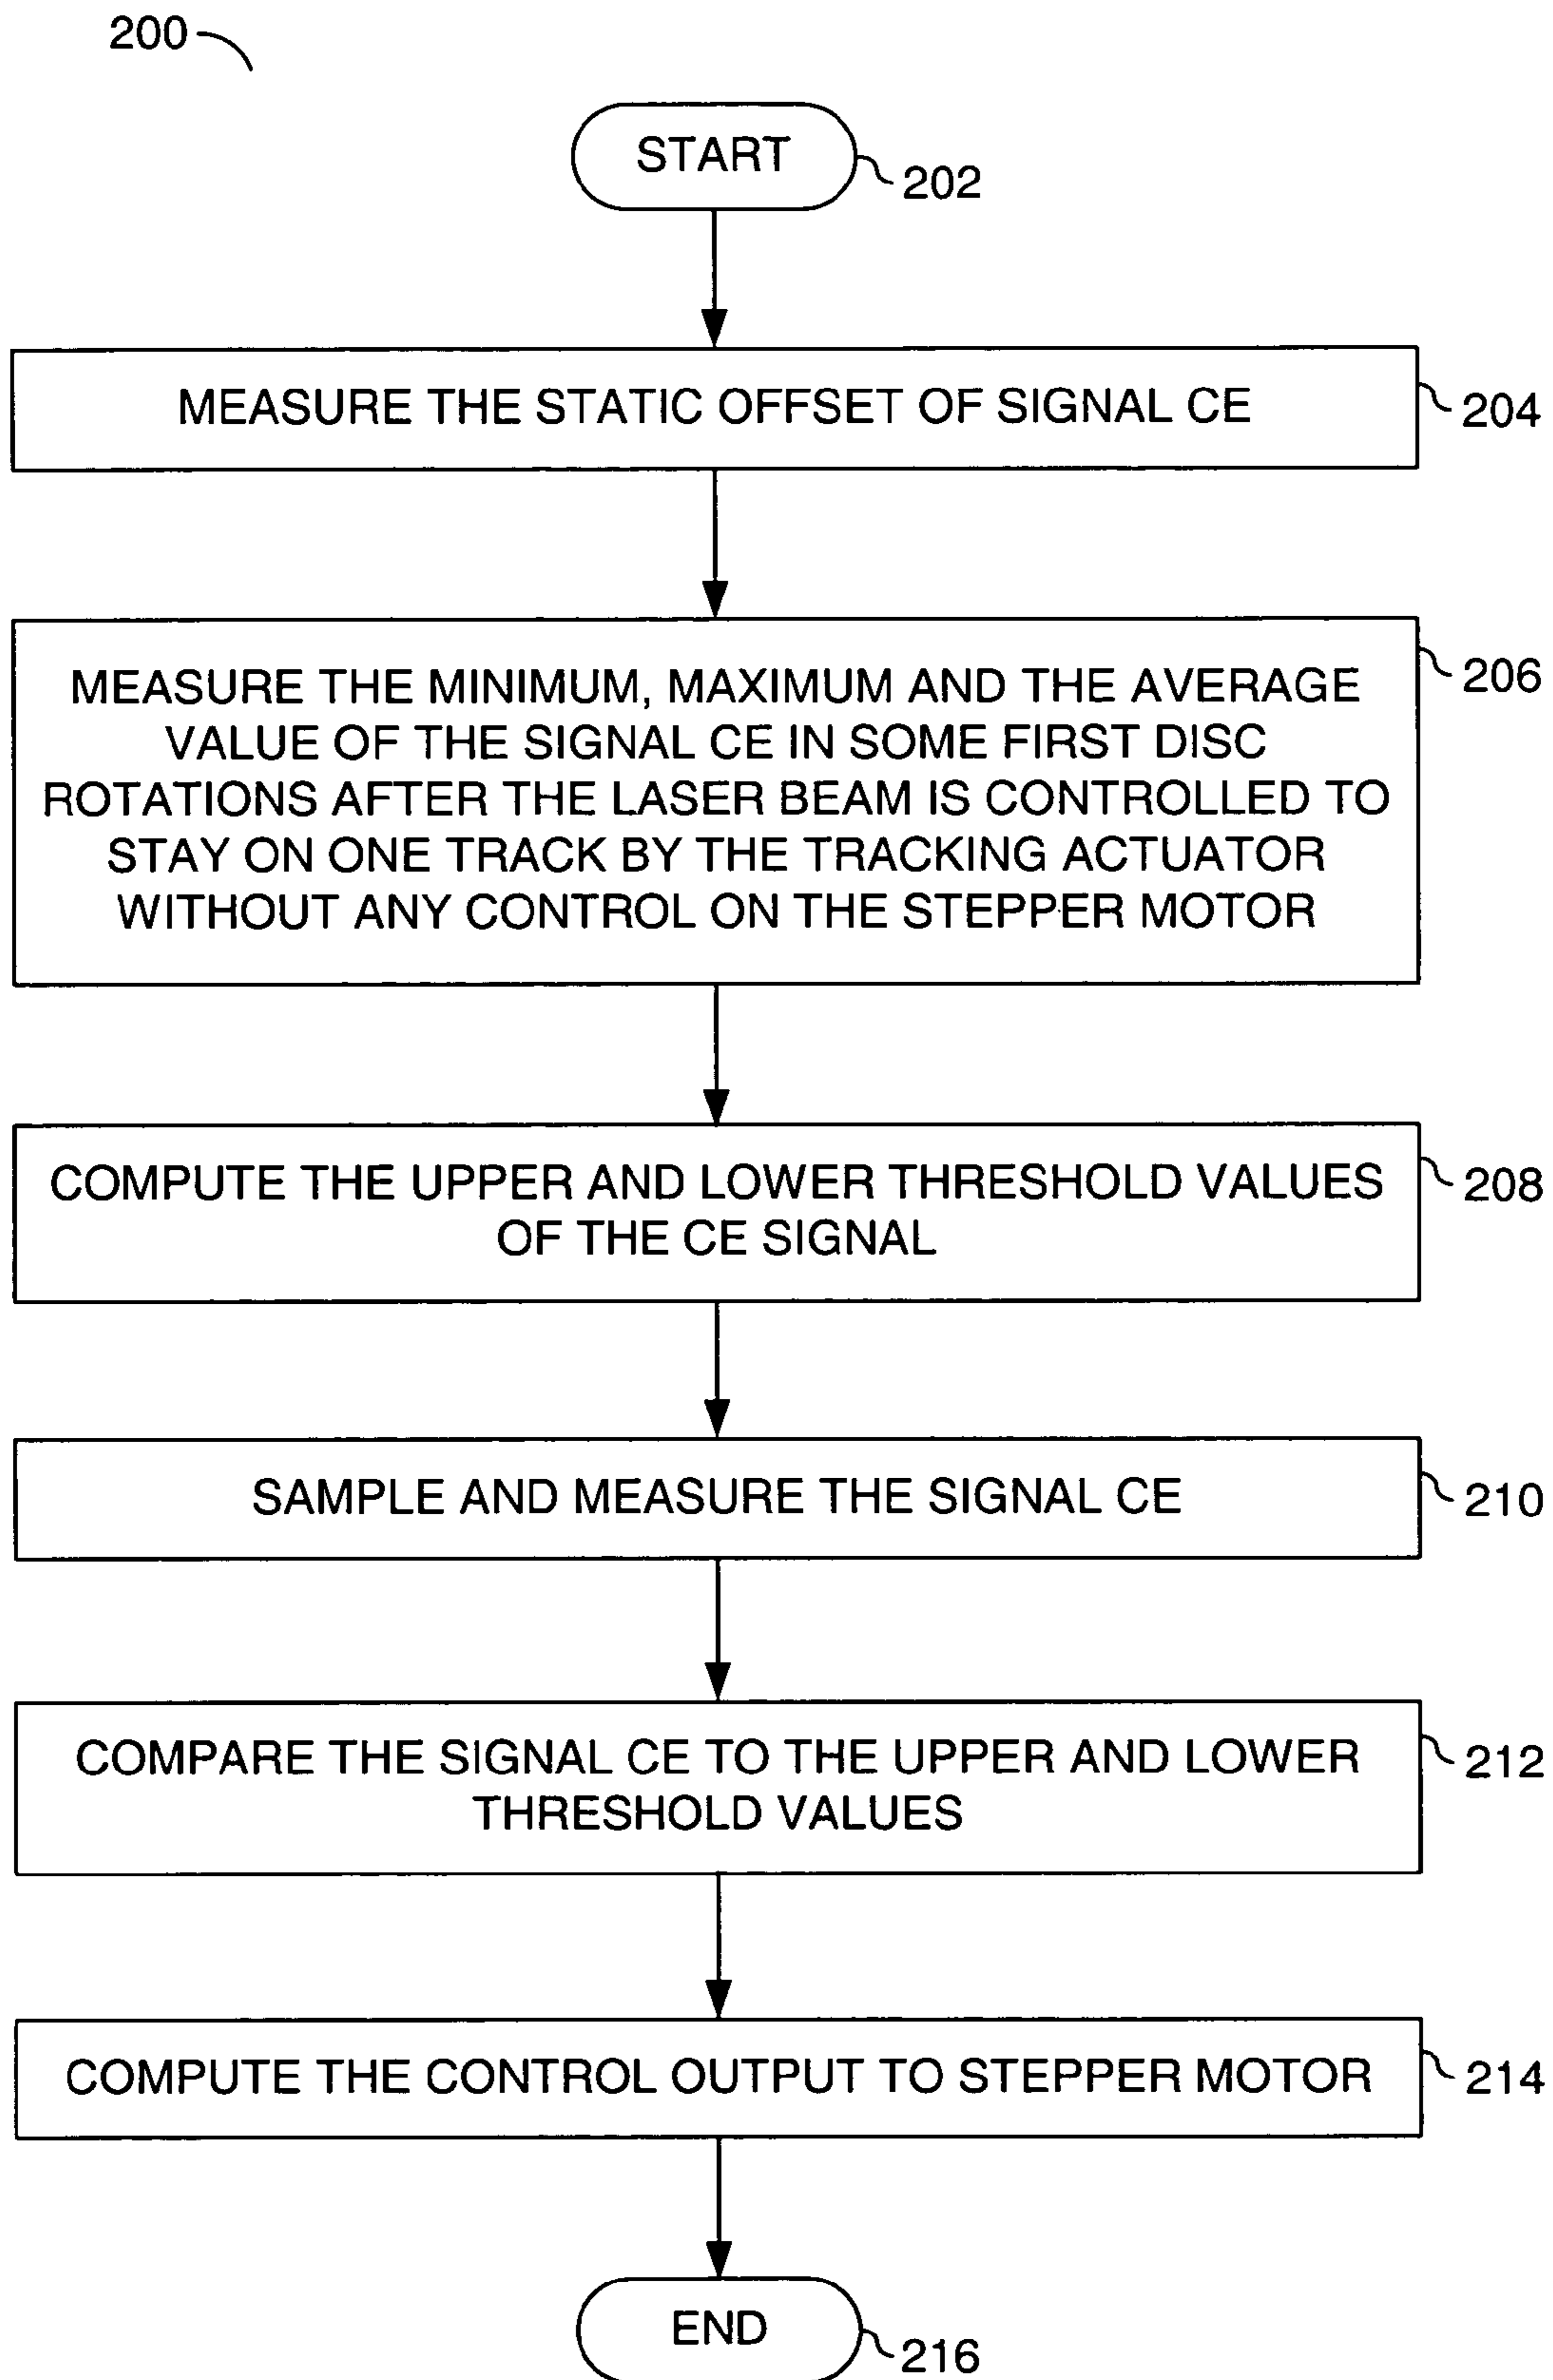 200
START
202
MEASURE THE STATIC OFFSET OF SIGNAL CE
204
MEASURE THE MINIMUM, MAXIMUM AND THE AVERAGE
VALUE OF THE SIGNAL CE IN SOME FIRST DISC
ROTATIONS AFTER THE LASER BEAM IS CONTROLLED TO
STAY ON ONE TRACK BY THE TRACKING ACTUATOR
WITHOUT ANY CONTROL ON THE STEPPER MOTOR
206
COMPUTE THE UPPER AND LOWER THRESHOLD VALUES
OF THE CE SIGNAL
208
SAMPLE AND MEASURE THE SIGNAL CE
210
COMPARE THE SIGNAL CE TO THE UPPER AND LOWER
THRESHOLD VALUES
212
COMPUTE THE CONTROL OUTPUT TO STEPPER MOTOR
214
END
216